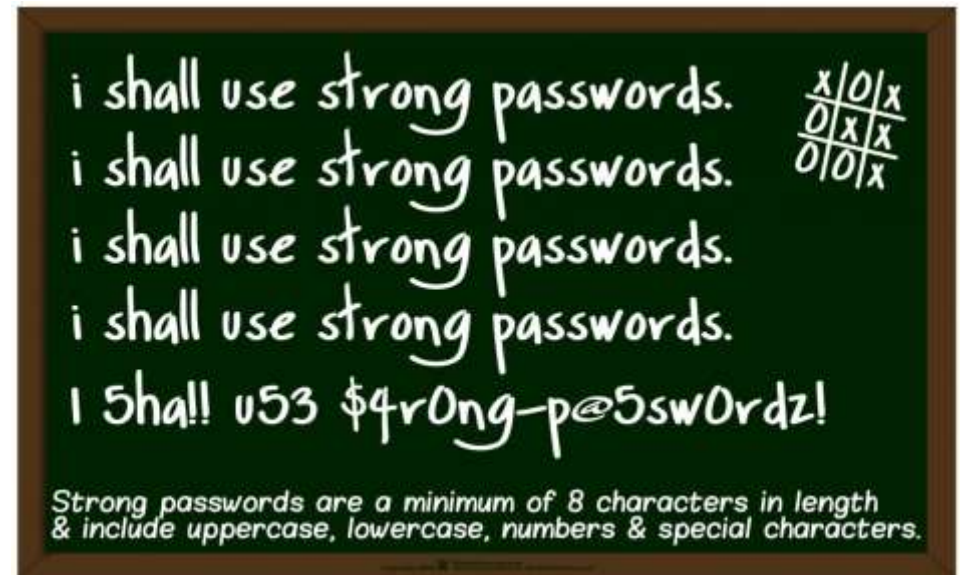 i shall use strong passwords.
i shall use strong passwords.
i shall use strong passwords.
i shall use strong passwords.
I 5ha!! u53 $4r0ng-p@5sw0rdz!
X|O|X
O|X|X
O|O|X
Strong passwords are a minimum of 8 characters in length
& include uppercase, lowercase, numbers & special characters.